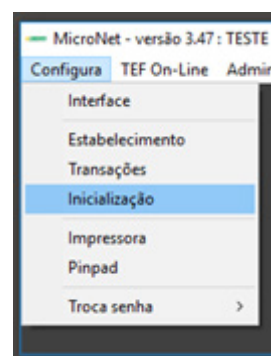 MicroNet - versão 3.47 : TESTE
Configura TEF On-Line
Interface
Estabelecimento
Transações
Inicialização
Impressora
Pinpad
Troca senha >